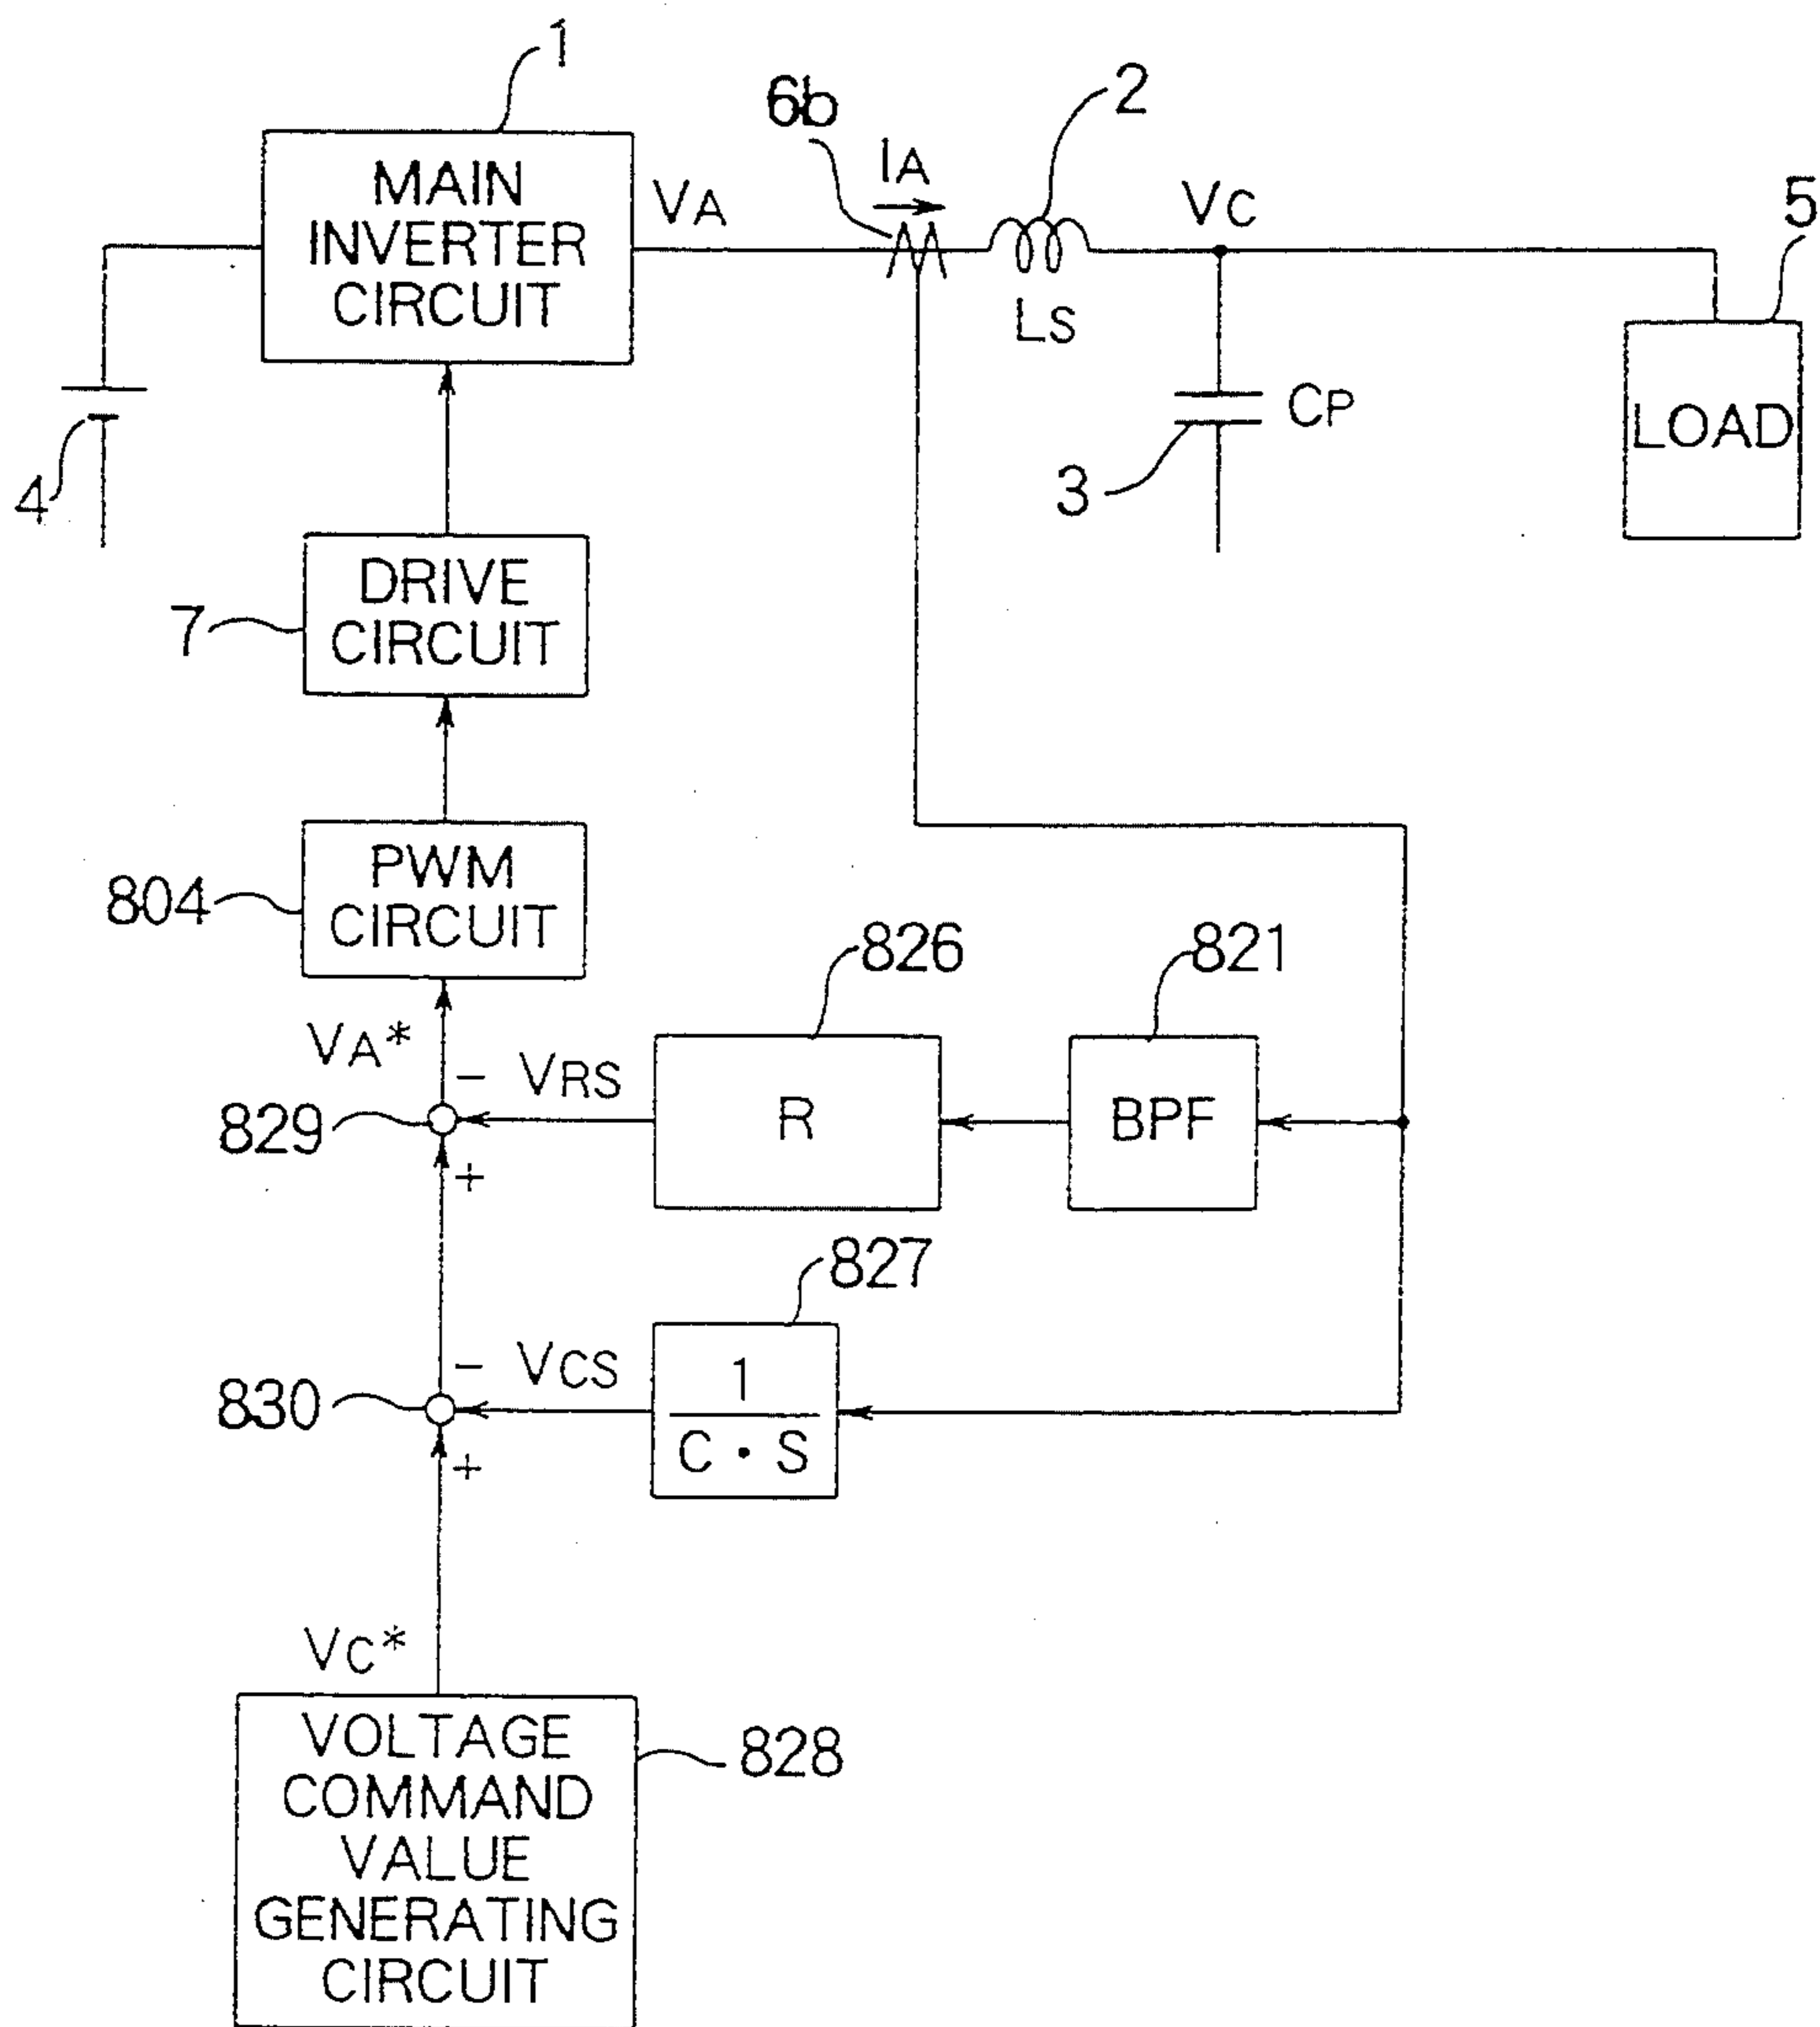 1
MAIN
INVERTER
CIRCUIT
VA
6b
IA
2
LS
VC
5
LOAD
CP
3
4
DRIVE
CIRCUIT
7
PWM
CIRCUIT
804
826
821
VA*
−
VRS
R
BPF
829
+
827
−
VCS
1
C · S
830
+
VC*
VOLTAGE
COMMAND
VALUE
GENERATING
CIRCUIT
828